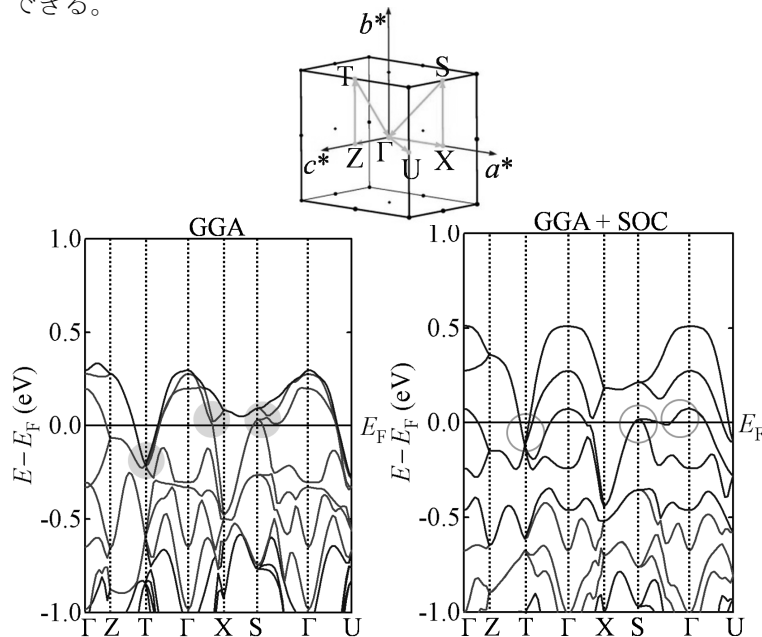 できる。
b*
T
S
c*
Z
Γ
U
X
a*
GGA
1.0
0.5
0.0
-0.5
-1.0
E−E_F (eV)
E_F
Γ Z T Γ X S Γ U
GGA + SOC
1.0
0.5
0.0
-0.5
-1.0
E−E_F (eV)
E_F
Γ Z T Γ X S Γ U